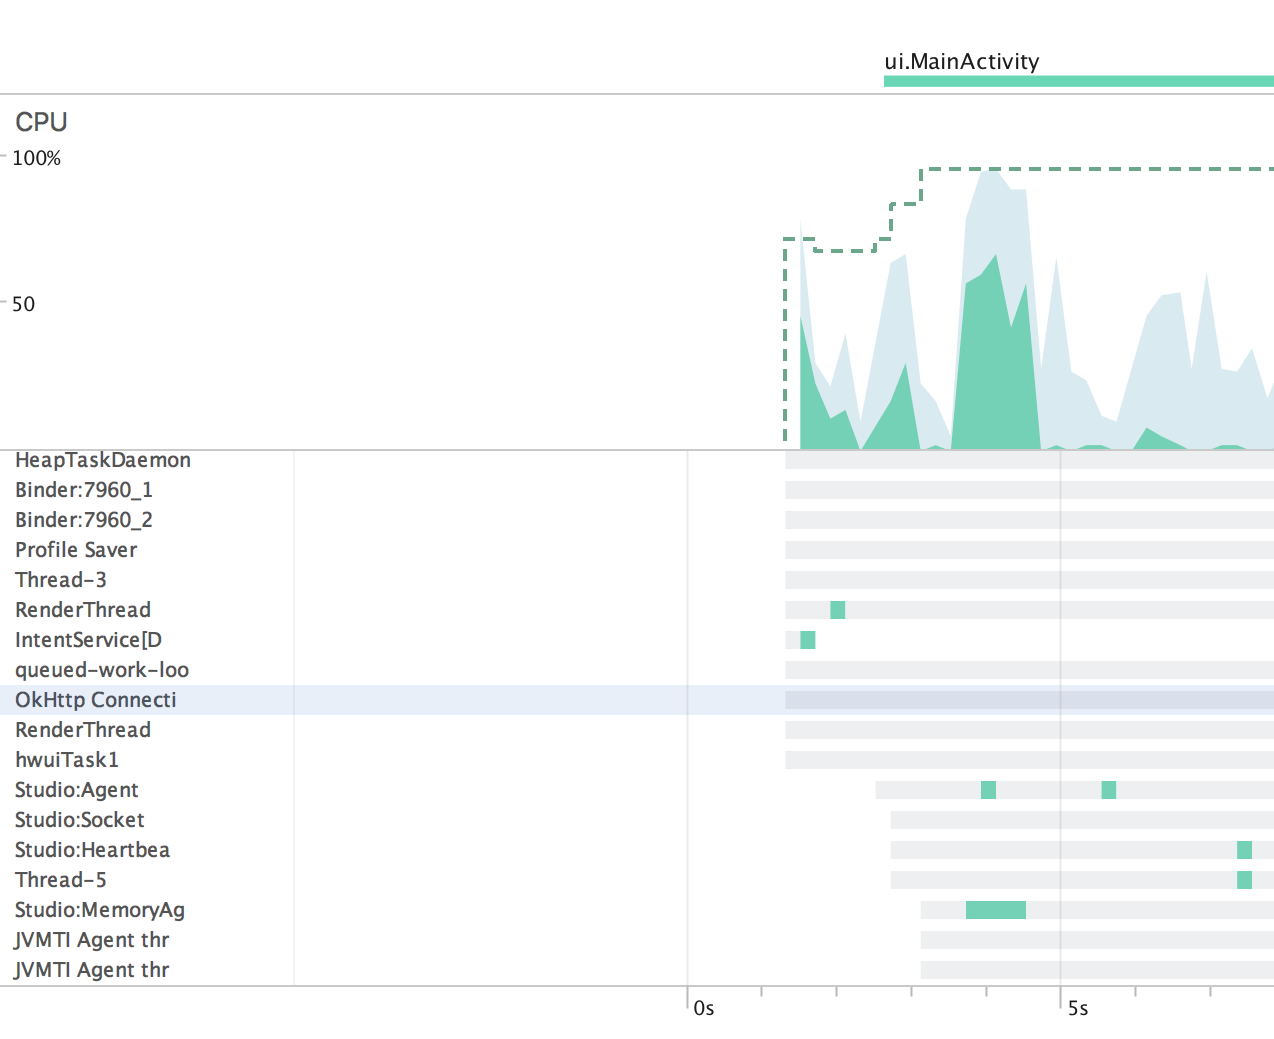 ui.MainActivity
CPU
100%
50
HeapTaskDaemon
Binder:7960_1
Binder:7960_2
Profile Saver
Thread-3
RenderThread
IntentService[D
queued-work-loo
OkHttp Connecti
RenderThread
hwuiTask1
Studio:Agent
Studio:Socket
Studio:Heartbea
Thread-5
Studio:MemoryAg
JVMTI Agent thr
JVMTI Agent thr
0s 5s